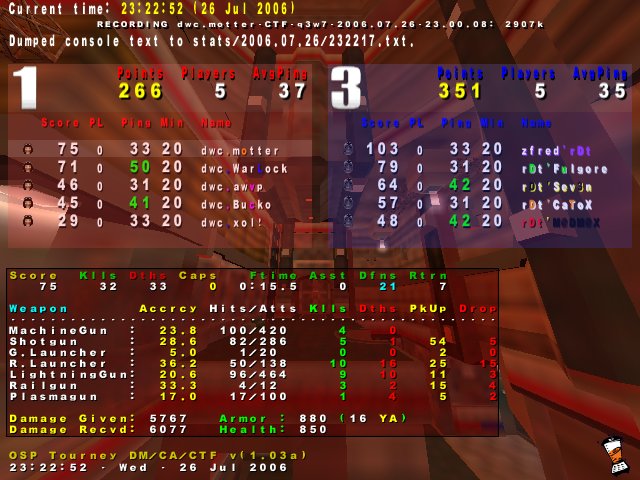 Current time: 23:22:52 (26 Jul 2006)
RECORDING dwc.motter-CTF-q3w7-2006.07.26-23.00.08: 2907k
Dumped console text to stats/2006.07.26/232217.txt.
1 Points Players AvgPing
266 5 37
Score PL Ping Min Name
75 0 33 20 dwc.motter
71 0 50 20 dwc.WarLock
46 0 31 20 dwc.awvp
45 0 41 20 dwc.Bucko
29 0 33 20 dwc.xol!
3 Points Players AvgPing
351 5 35
Score PL Ping Min Name
103 0 33 20 zfred'rDt
79 0 31 20 rDt'Fulgore
64 0 42 20 rDt'Sev3n
57 0 31 20 rDt'CaTeX
48 0 42 20 rDt'
Score Klls Dths Caps Ftime Asst Dfns Rtrn
75 32 33 0 0:15.5 0 21 7
Weapon Accrcy Hits/Atts Klls Dths PkUp Drop
MachineGun : 23.8 100/420 4 0
Shotgun : 28.6 82/286 5 1 54 5
G.Launcher : 5.0 1/20 0 0 2 0
R.Launcher : 36.2 50/138 10 16 25 15
LightningGun: 20.6 96/464 9 10 11 3
Railgun : 33.3 4/12 3 2 15 4
Plasmagun : 17.0 17/100 1 4 5 2
Damage Given: 5767 Armor : 880 (16 YA)
Damage Recvd: 6077 Health: 850
OSP Tourney DM/CA/CTF v(1.03a)
23:22:52 - Wed - 26 Jul 2006